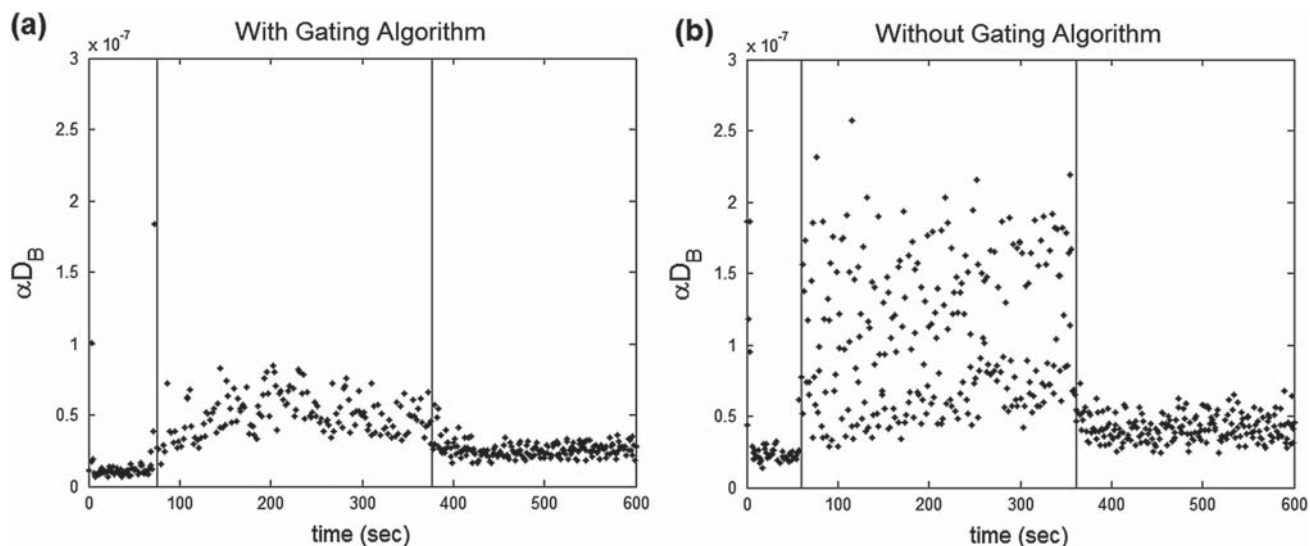 (a)
With Gating Algorithm
x 10⁻⁷
3
2.5
2
1.5
1
0.5
0
αD_B
0 100 200 300 400 500 600
time (sec)
(b)
Without Gating Algorithm
x 10⁻⁷
3
2.5
2
1.5
1
0.5
0
αD_B
0 100 200 300 400 500 600
time (sec)